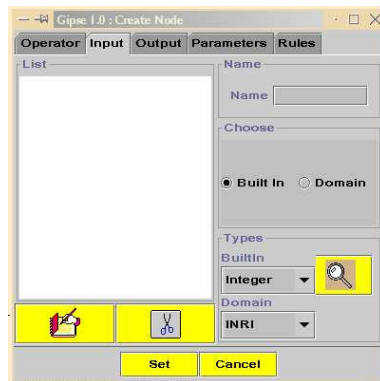 Gipse 1.0 : Create Node
Operator Input Output Parameters Rules
List
Name
Name
Choose
Built In Domain
Types
BuiltIn
Integer
Domain
INRI
Set Cancel